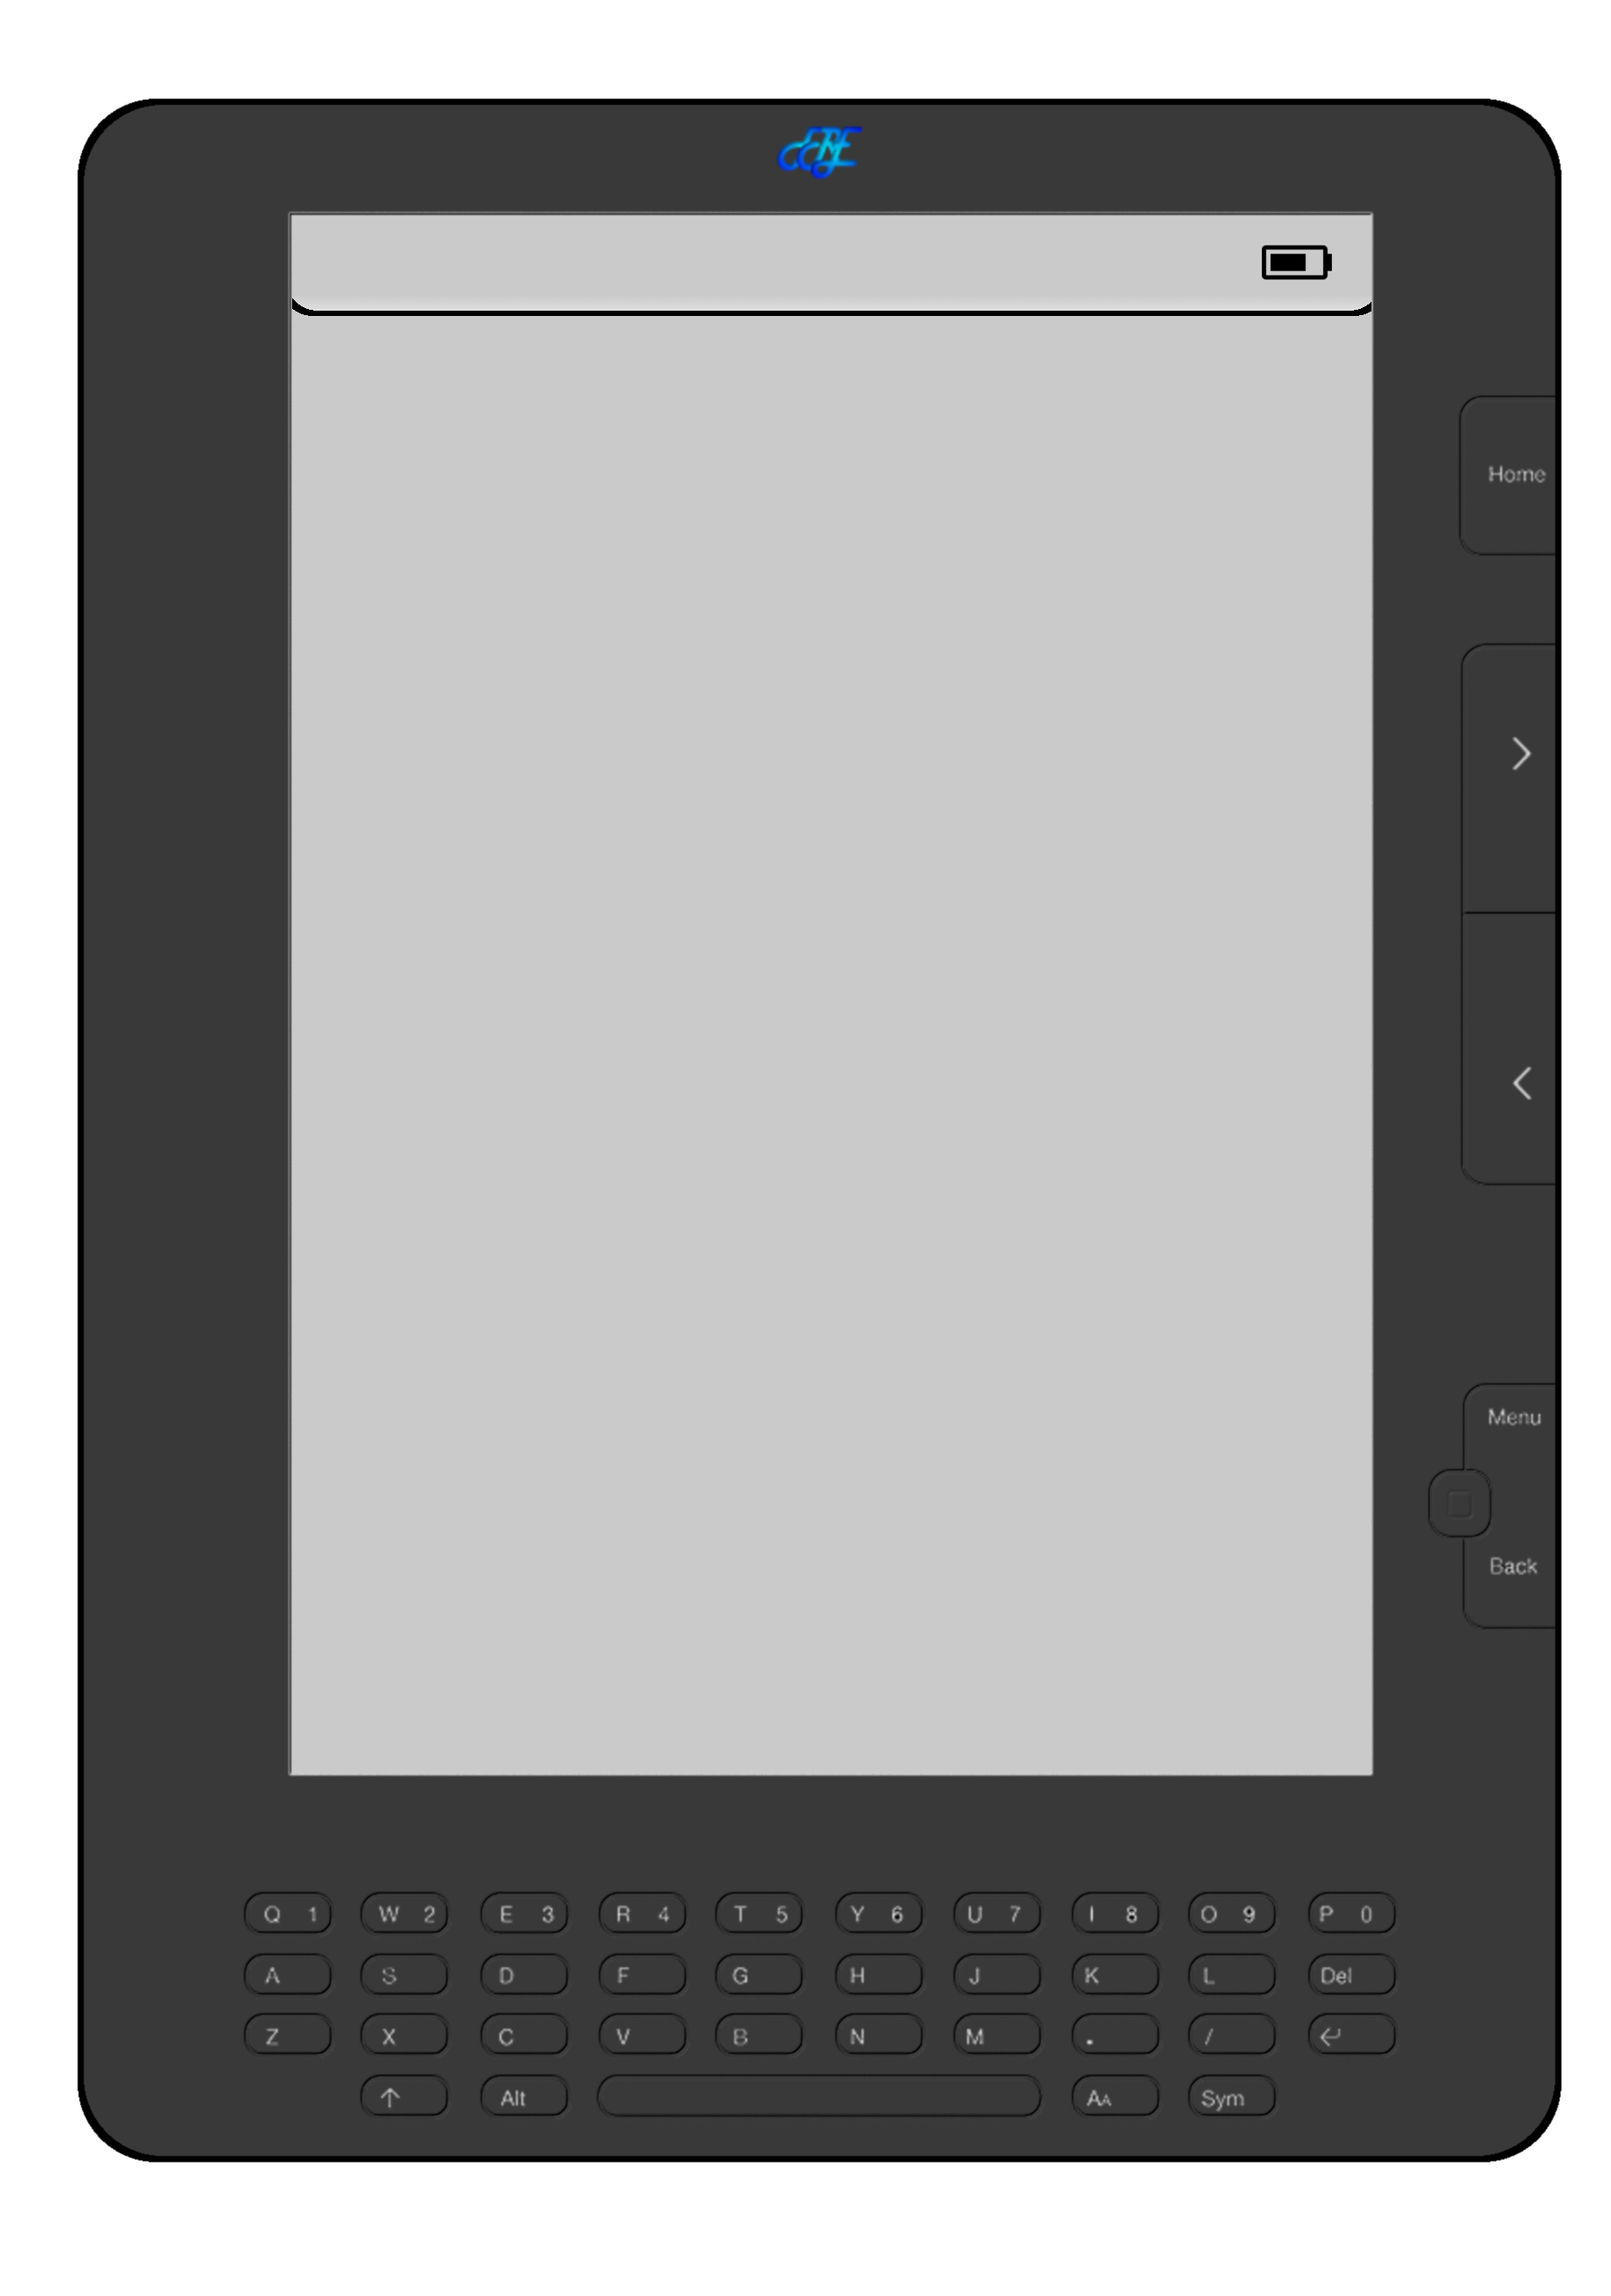 Home
>
<
Menu
Back
Q 1 W 2 E 3 R 4 T 5 Y 6 U 7 I 8 O 9 P 0
A S D F G H J K L Del
Z X C V B N M . / ↵
↑ Alt AA Sym